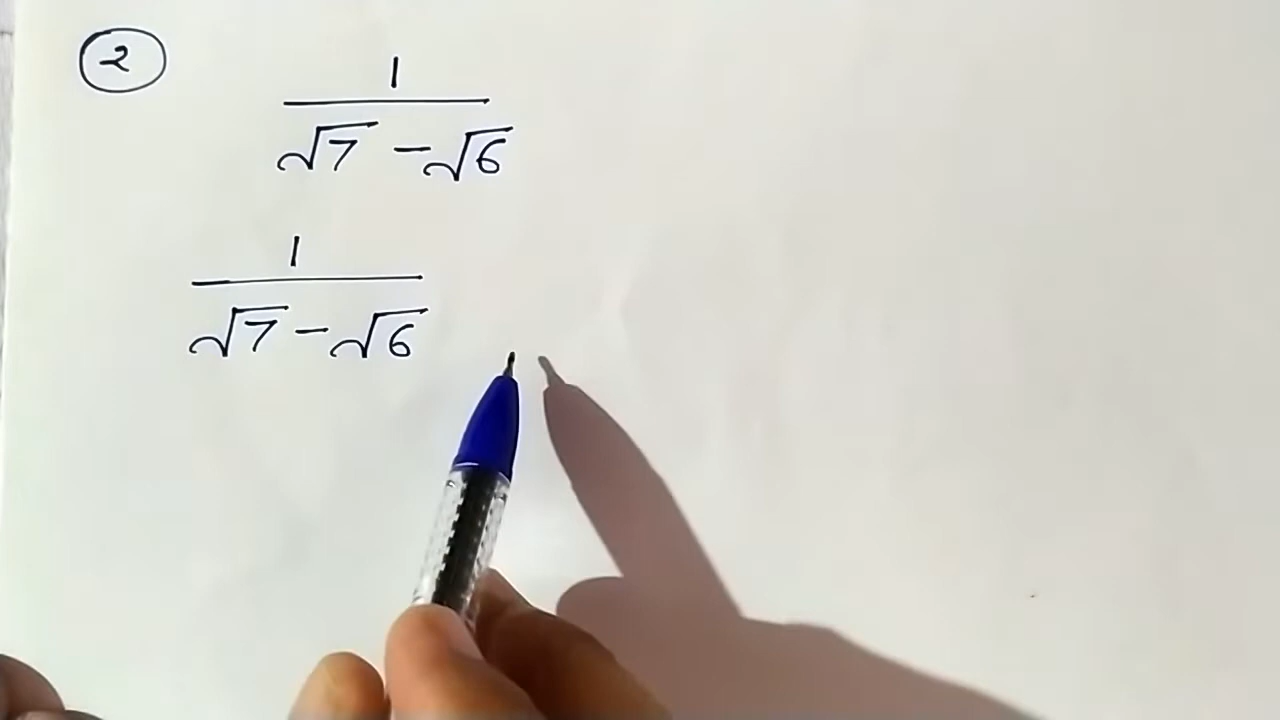 ② 1
√7 - √6
1
√7 - √6